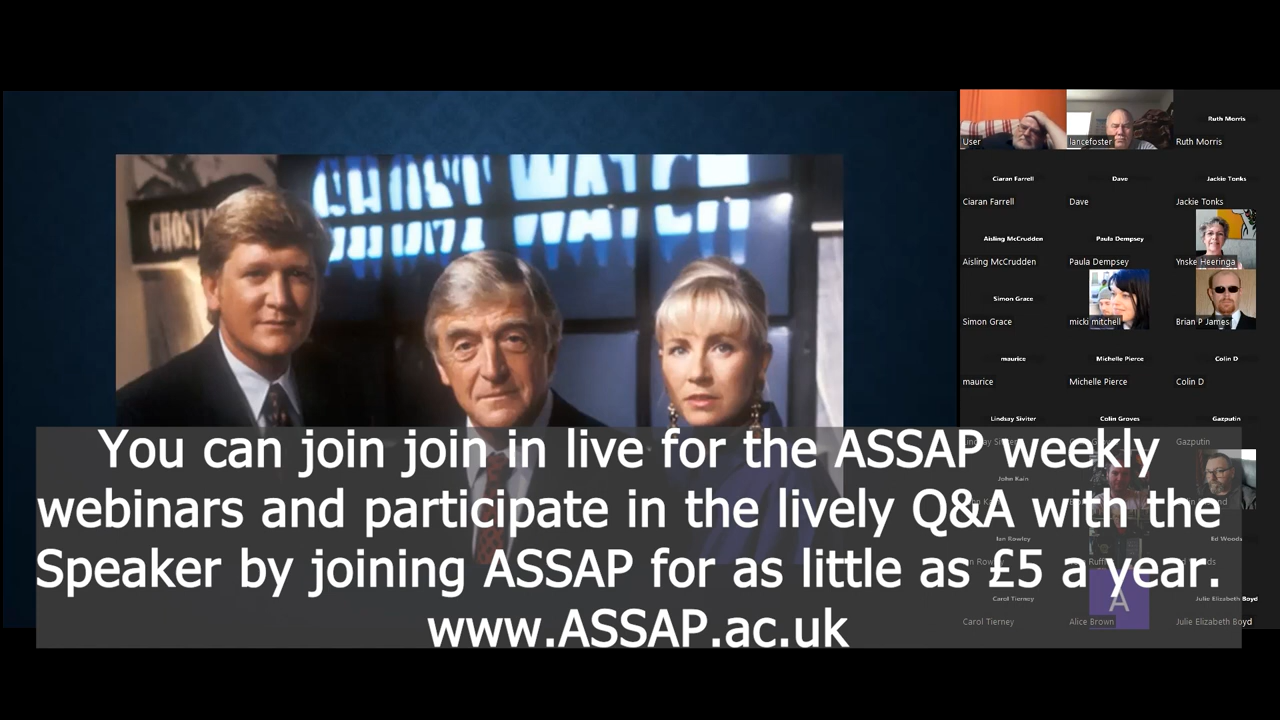 GHOST WATCH
GHOSTW
User
lancefoster
Ruth Morris
Ruth Morris
Ciaran Farrell
Dave
Jackie Tonks
Ciaran Farrell
Dave
Jackie Tonks
Aisling McCrudden
Paula Dempsey
Aisling McCrudden
Paula Dempsey
Ynske Heeringa
Simon Grace
Simon Grace
micki mitchell
Brian P James
maurice
Michelle Pierce
Colin D
maurice
Michelle Pierce
Colin D
Lindsay Siviter
Colin Groves
Gazputin
Lindsay Siviter
Gazputin
You can join join in live for the ASSAP weekly
webinars and participate in the lively Q&A with the
Speaker by joining ASSAP for as little as £5 a year.
www.ASSAP.ac.uk
John Kain
Ian Rowley
Ed Woods
Carol Tierney
A
Julie Elizabeth Boyd
Carol Tierney
Alice Brown
Julie Elizabeth Boyd